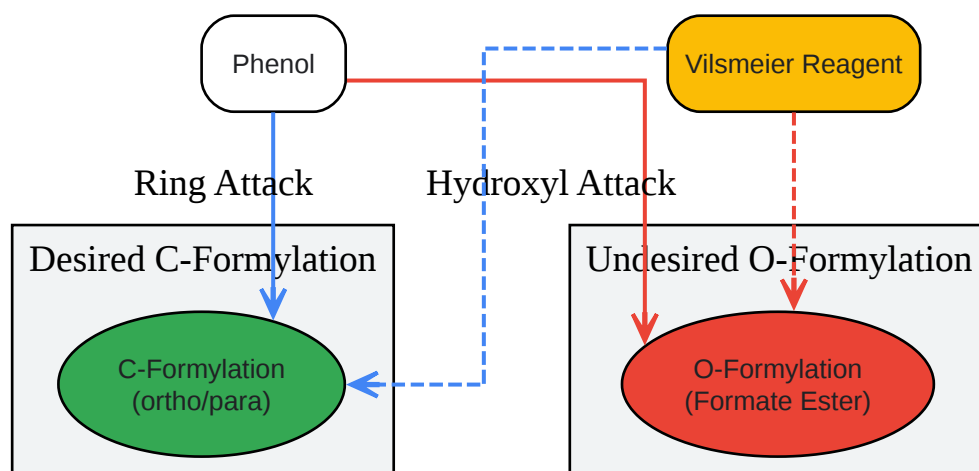 Phenol
Vilsmeier Reagent
Ring Attack
Hydroxyl Attack
Desired C-Formylation
Undesired O-Formylation
C-Formylation
(ortho/para)
O-Formylation
(Formate Ester)